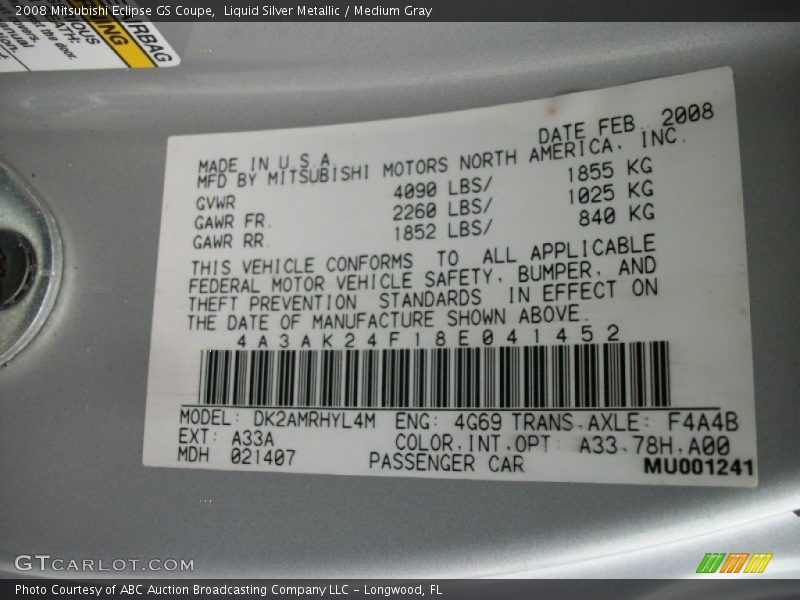 2008 Mitsubishi Eclipse GS Coupe,  Liquid Silver Metallic / Medium Gray
AIRBAG
DATE FEB. 2008
MADE IN U.S.A.
MFD BY MITSUBISHI MOTORS NORTH AMERICA, INC.
GVWR 4090 LBS/ 1855 KG
GAWR FR. 2260 LBS/ 1025 KG
GAWR RR. 1852 LBS/ 840 KG
THIS VEHICLE CONFORMS TO ALL APPLICABLE
FEDERAL MOTOR VEHICLE SAFETY, BUMPER, AND
THEFT PREVENTION STANDARDS IN EFFECT ON
THE DATE OF MANUFACTURE SHOWN ABOVE.
4A3AK24F18E041452
MODEL: DK2AMRHYL4M ENG: 4G69 TRANS.AXLE: F4A4B
EXT: A33A COLOR.INT.OPT: A33.78H.A00
MDH 021407 PASSENGER CAR MU001241
GTCARLOT.COM
Photo Courtesy of ABC Auction Broadcasting Company LLC - Longwood, FL